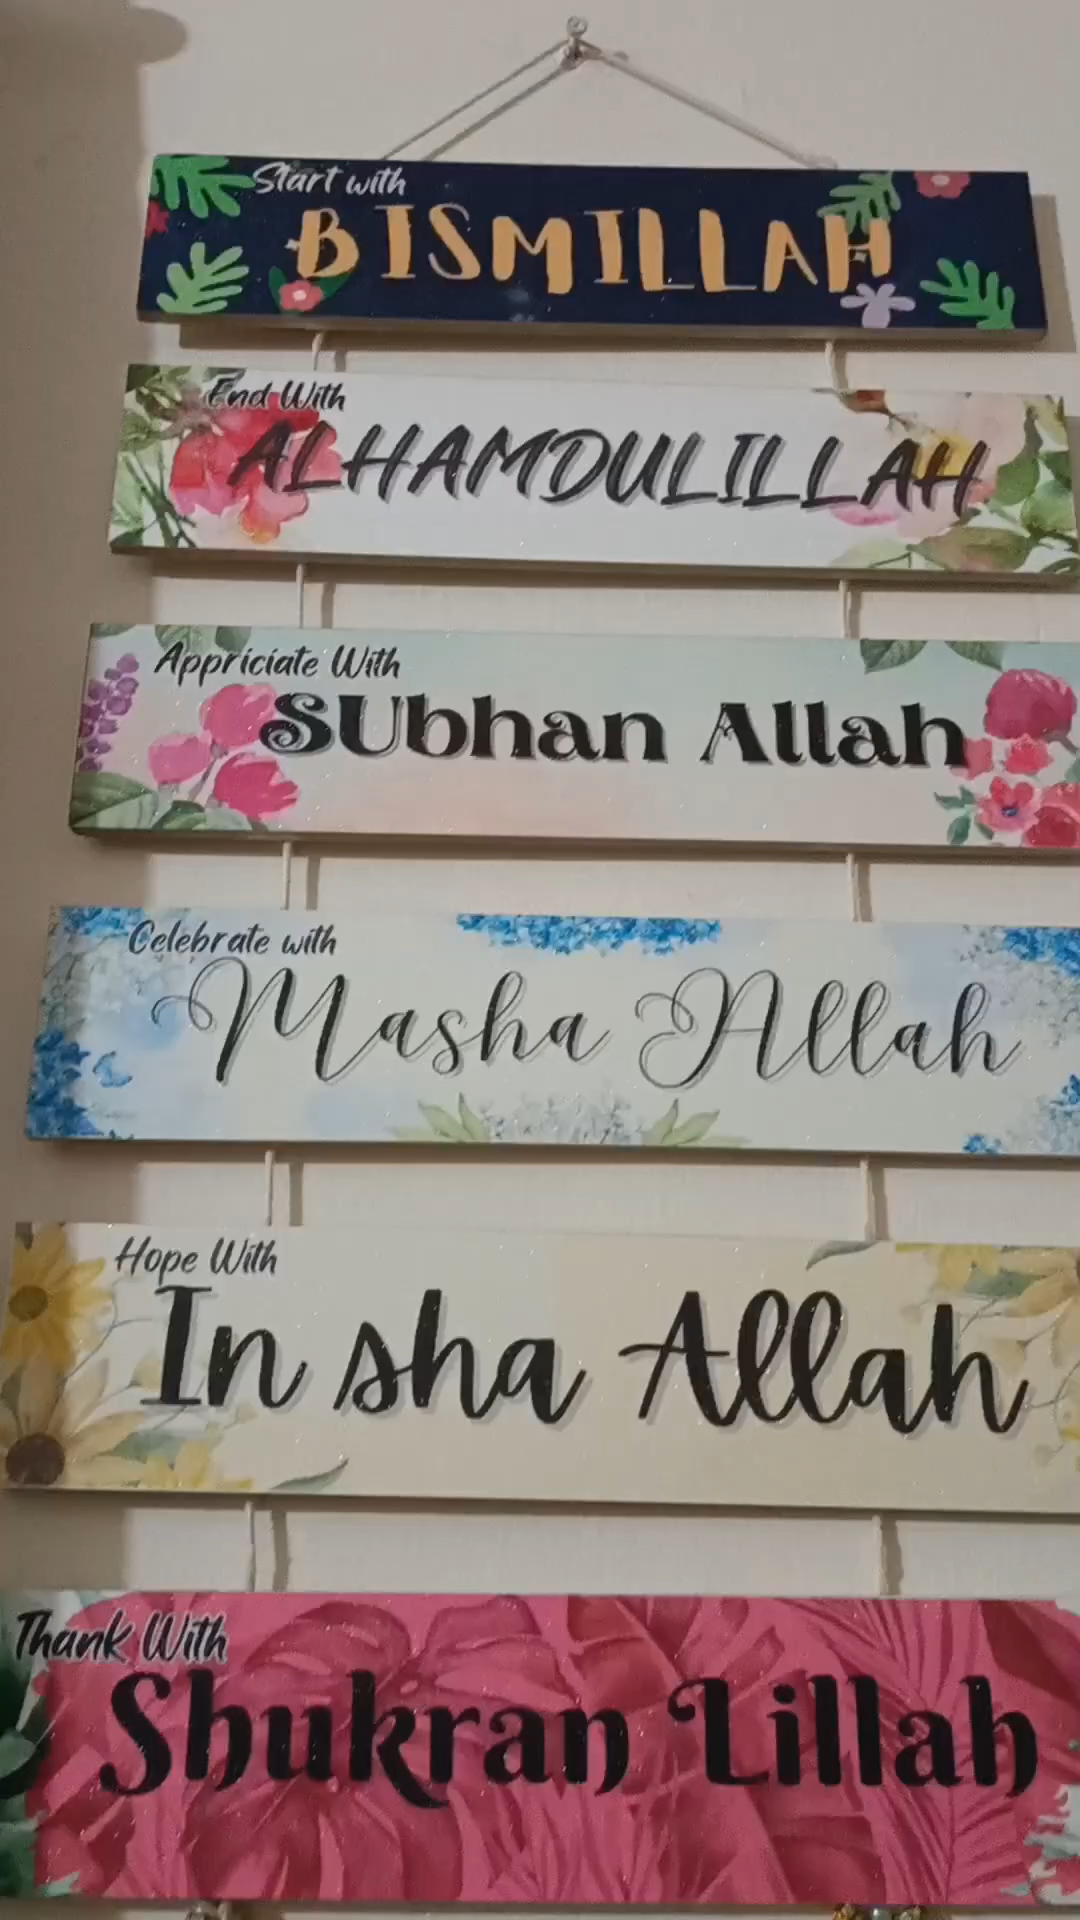 Start with
BISMILLAH
End With
ALHAMDULILLAH
Appriciate With
SUbhan Allah
Celebrate with
Masha Allah
Hope With
In sha Allah
Thank With
Shukran Lillah